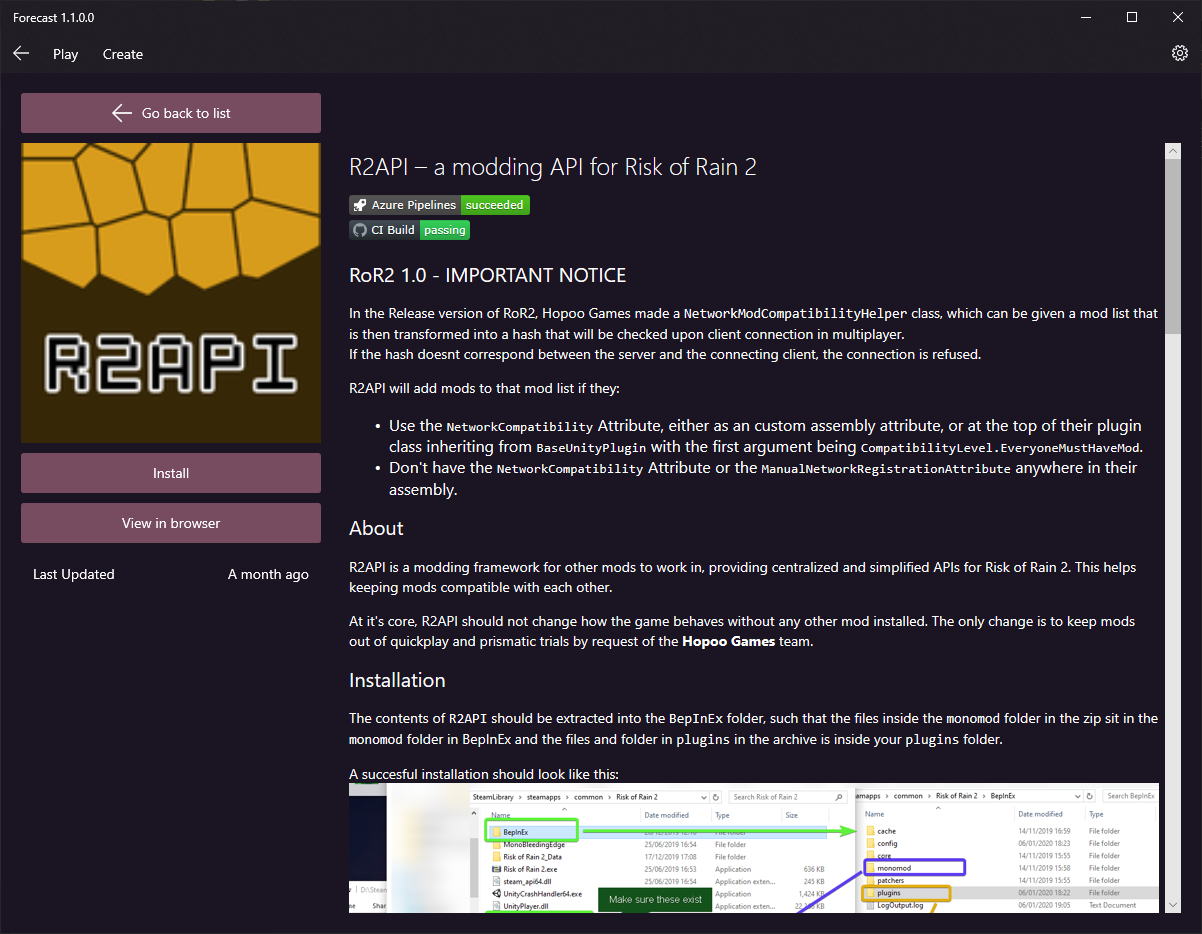 Forecast 1.1.0.0
Play
Create
Go back to list
R2API
Install
View in browser
Last Updated
A month ago
R2API – a modding API for Risk of Rain 2
Azure Pipelines succeeded
CI Build passing
RoR2 1.0 - IMPORTANT NOTICE
In the Release version of RoR2, Hopoo Games made a NetworkModCompatibilityHelper class, which can be given a mod list that
is then transformed into a hash that will be checked upon client connection in multiplayer.
If the hash doesnt correspond between the server and the connecting client, the connection is refused.
R2API will add mods to that mod list if they:
• Use the NetworkCompatibility Attribute, either as an custom assembly attribute, or at the top of their plugin
class inheriting from BaseUnityPlugin with the first argument being CompatibilityLevel.EveryoneMustHaveMod.
• Don't have the NetworkCompatibility Attribute or the ManualNetworkRegistrationAttribute anywhere in their
assembly.
About
R2API is a modding framework for other mods to work in, providing centralized and simplified APIs for Risk of Rain 2. This helps
keeping mods compatible with each other.
At it's core, R2API should not change how the game behaves without any other mod installed. The only change is to keep mods
out of quickplay and prismatic trials by request of the Hopoo Games team.
Installation
The contents of R2API should be extracted into the BepInEx folder, such that the files inside the monomod folder in the zip sit in the
monomod folder in BepInEx and the files and folder in plugins in the archive is inside your plugins folder.
A succesful installation should look like this:
SteamLibrary › steamapps › common › Risk of Rain 2
Search Risk of Rain 2
Name Date modified Type Size
BepInEx
MonoBleedingEdge 25/06/2019 16:54 File folder
Risk of Rain 2_Data 17/12/2019 17:08 File folder
Risk of Rain 2.exe 25/06/2019 16:53 Application 636 KB
steam_api64.dll 25/06/2019 16:54 Application exten... 245 KB
UnityCrashHandler64.exe Application 1,424 KB
UnityPlayer.dll Application exten...
Make sure these exist
amapps › common › Risk of Rain 2 › BepInEx
Search BepInEx
Name Date modified Type
cache 14/11/2019 16:59 File folder
config 06/01/2020 18:23 File folder
core 14/11/2019 15:55 File folder
monomod 14/11/2019 15:58 File folder
patchers 14/11/2019 15:55 File folder
plugins 06/01/2020 18:22 File folder
LogOutput.log 06/01/2020 19:05 Text Document